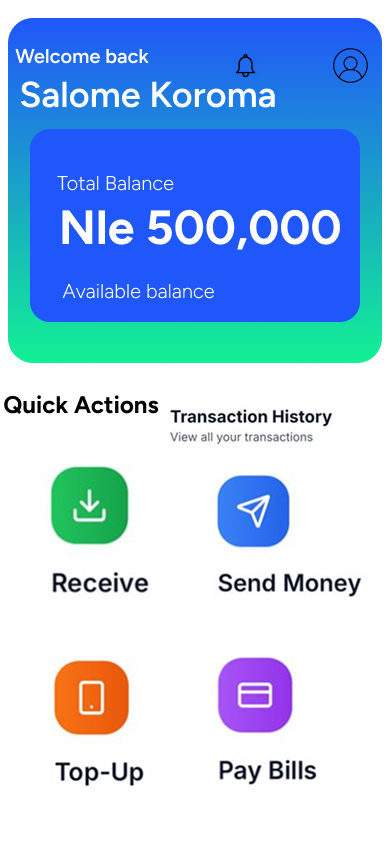 Welcome back
Salome Koroma
Total Balance
Nle 500,000
Available balance
Quick Actions
Transaction History
View all your transactions
Receive
Send Money
Top-Up
Pay Bills